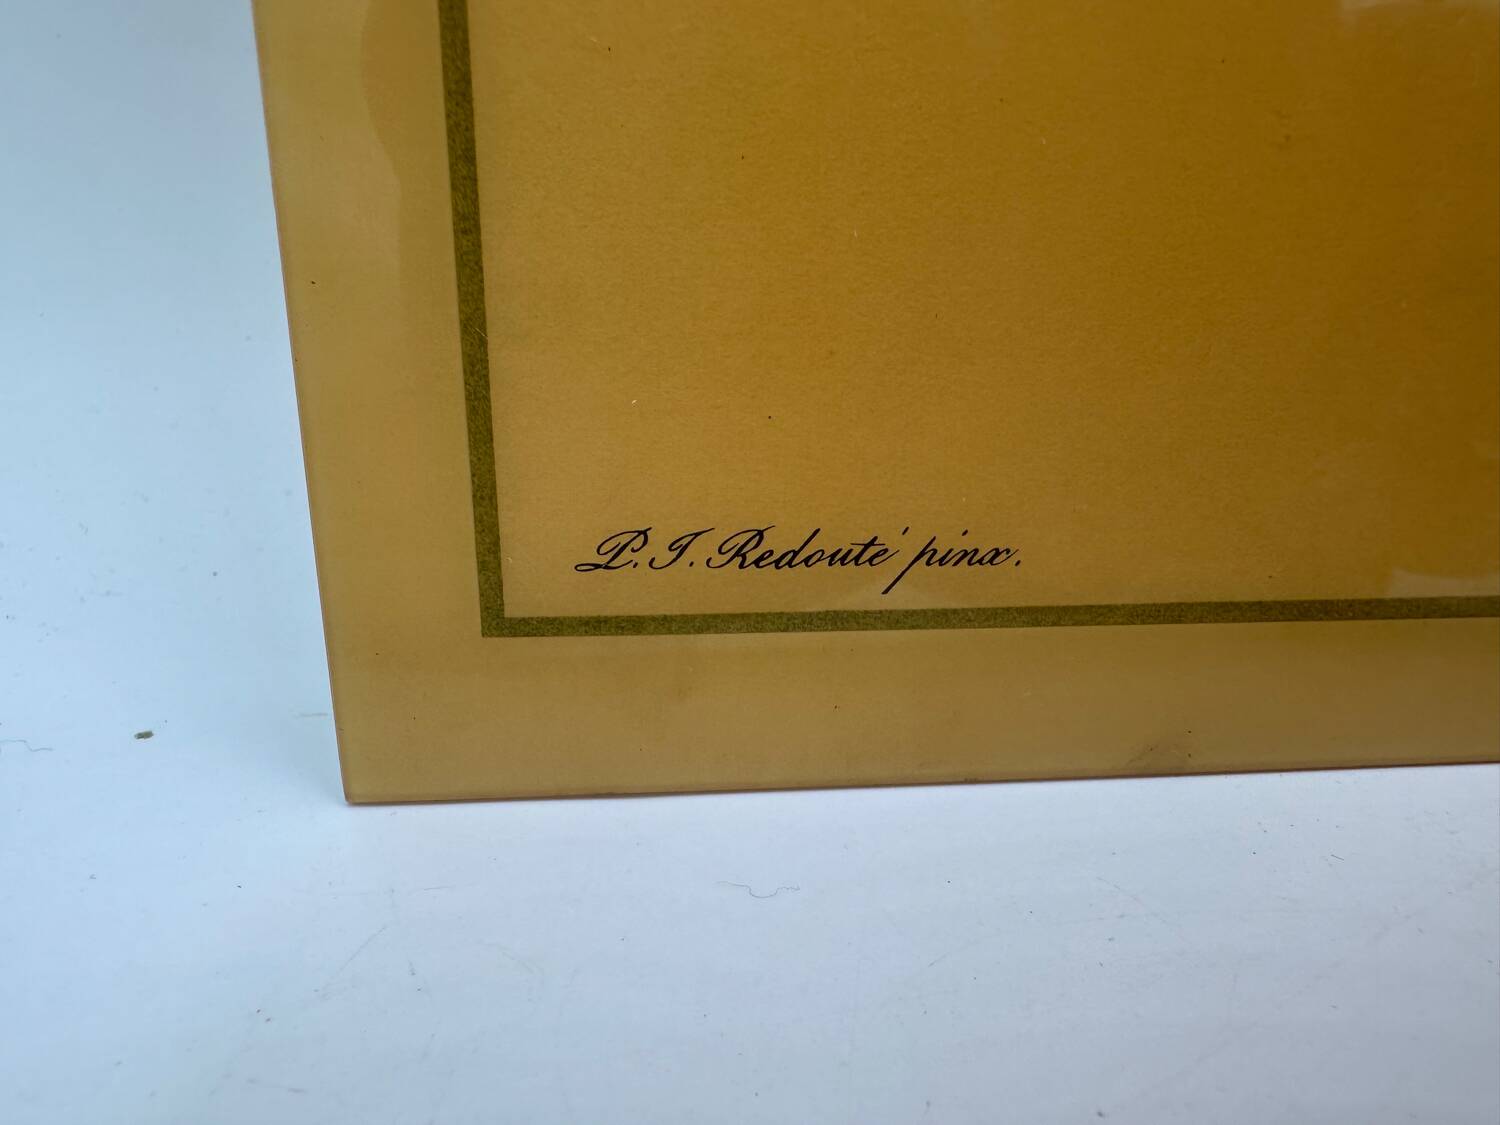 P. J. Redouté pinx.